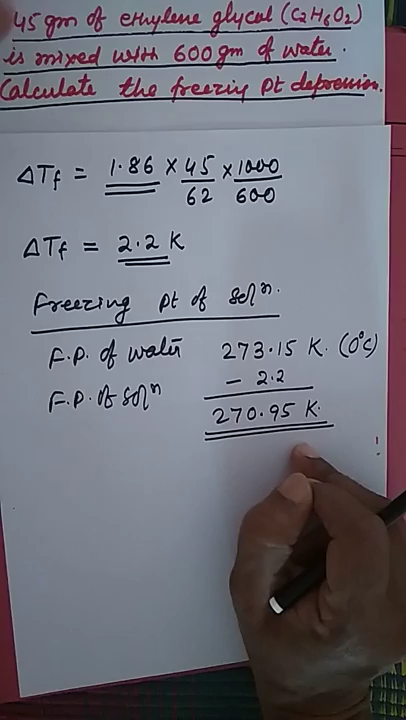 45 gm of ethylene glycol (C₂H₆O₂)
is mixed with 600 gm of water.
Calculate the freezing pt depression.
ΔTf = 1.86 × 45/62 × 1000/600
ΔTf = 2.2 K
Freezing pt of solⁿ.
F.P. of water 273.15 K. (0°C)
F.P. of solⁿ - 2.2
270.95 K.